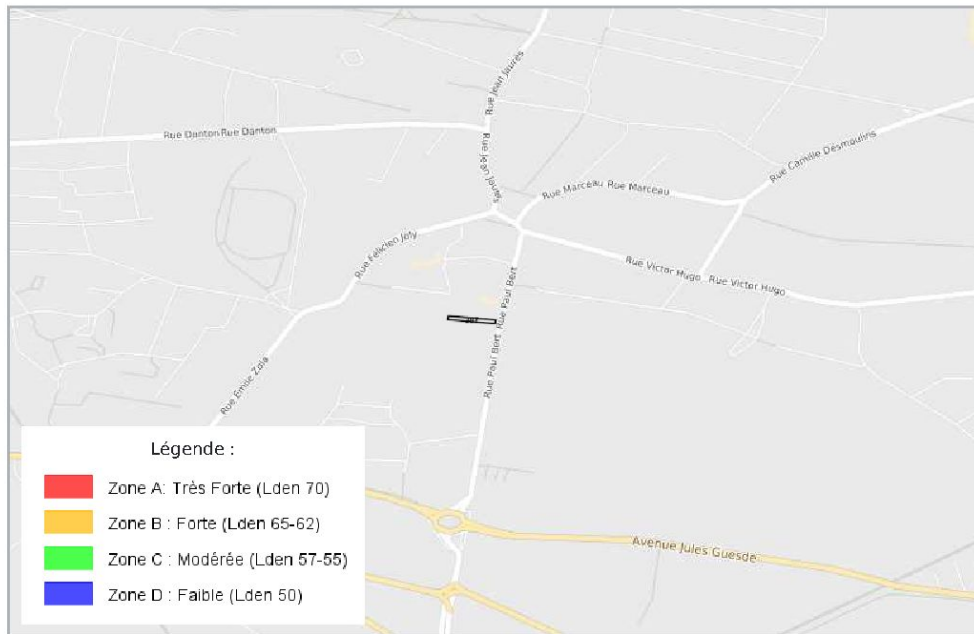 Rue Jean Jaurès
Rue Danton Rue Danton
Rue Jean Jaurès
Rue Camille Desmoulins
Rue Marceau Rue Marceau
Rue Félicien Joly
Rue Victor Hugo Rue Victor Hugo
Rue Paul Bert
Rue Paul Bert
Rue Emile Zola
Légende :
Zone A: Très Forte (Lden 70)
Zone B : Forte (Lden 65-62)
Zone C : Modérée (Lden 57-55)
Zone D : Faible (Lden 50)
Avenue Jules Guesde